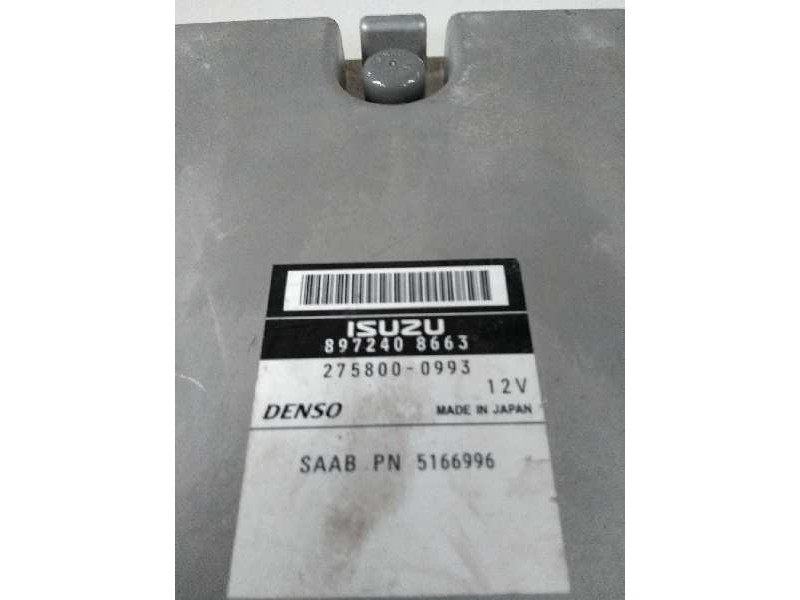 ISUZU
897240 8663
275800-0993
12V
DENSO MADE IN JAPAN
SAAB PN 5166996